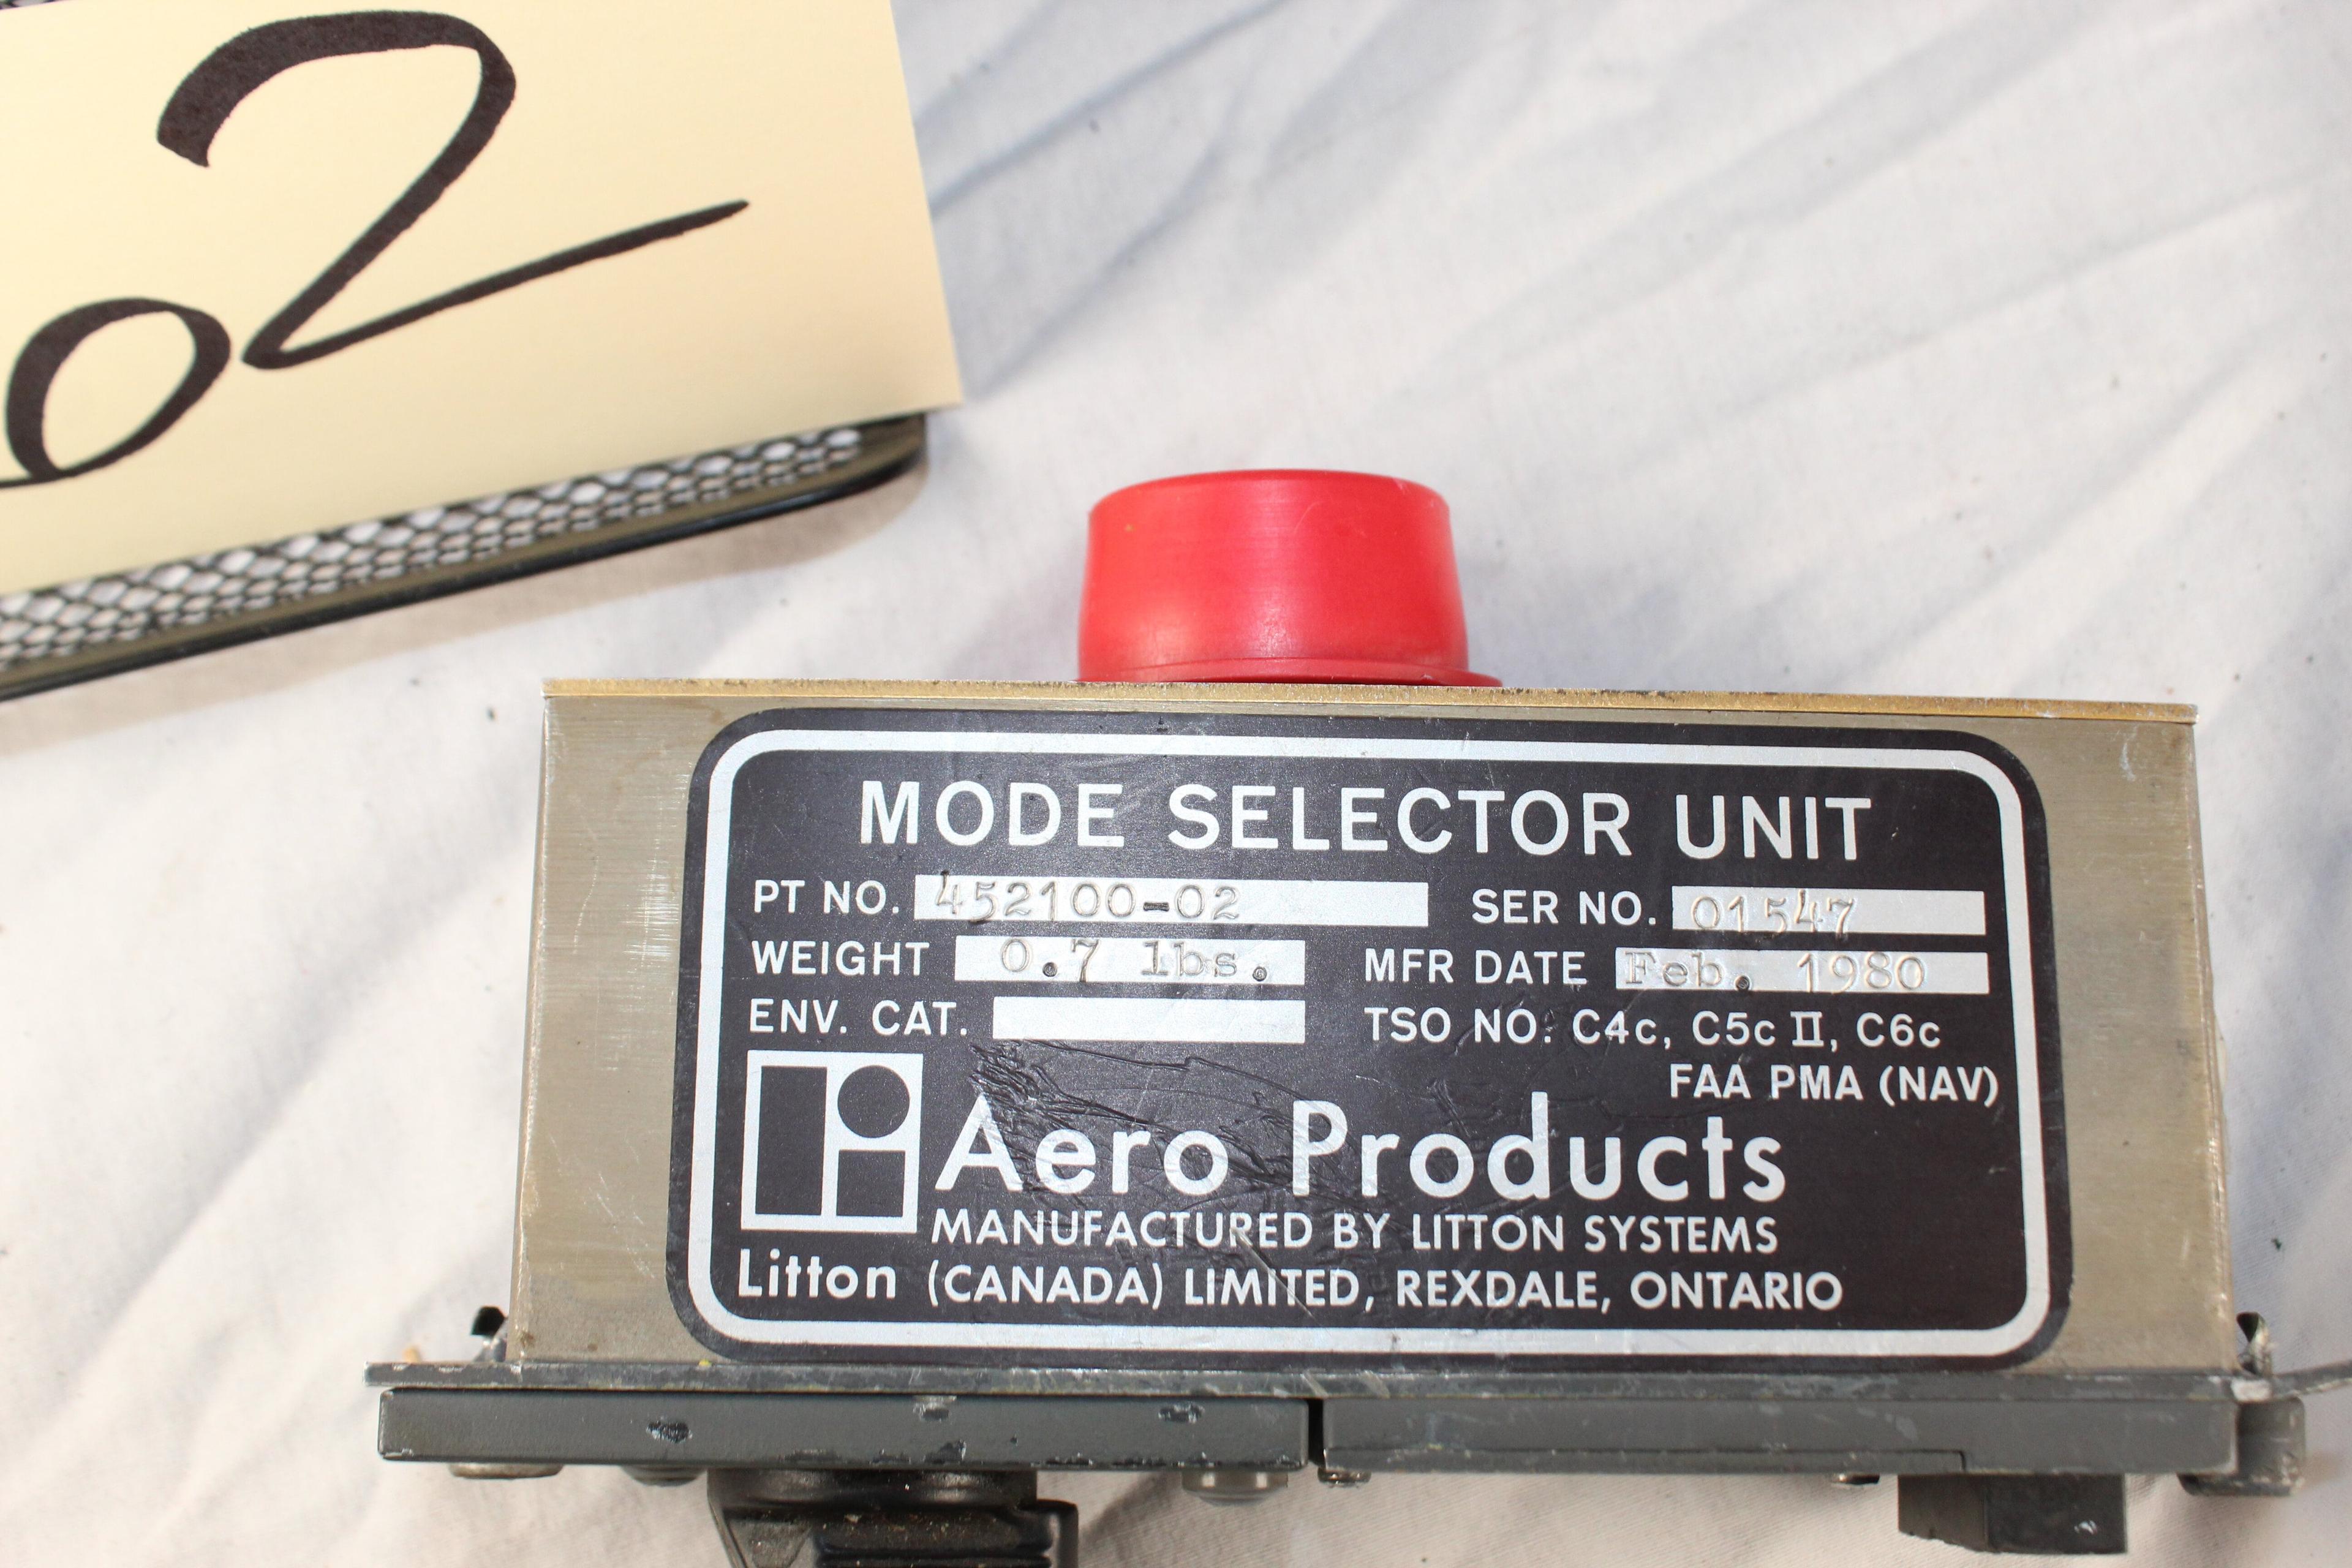 02
MODE SELECTOR UNIT
PT NO. 452100-02 SER NO. 01547
WEIGHT 0.7 lbs. MFR DATE Feb. 1980
ENV. CAT. TSO NO. C4c, C5c II, C6c
FAA PMA (NAV)
Aero Products
MANUFACTURED BY LITTON SYSTEMS
Litton (CANADA) LIMITED, REXDALE, ONTARIO